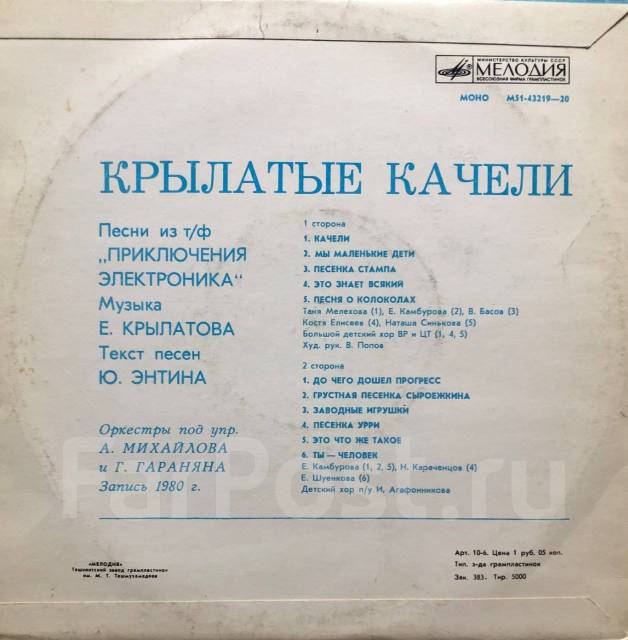 МИНИСТЕРСТВО КУЛЬТУРЫ СССР
МЕЛОДИЯ
ВСЕСОЮЗНАЯ ФИРМА ГРАМПЛАСТИНОК
МОНО М51-43219—20
КРЫЛАТЫЕ КАЧЕЛИ
Песни из т/ф
„ПРИКЛЮЧЕНИЯ
ЭЛЕКТРОНИКА“
Музыка
Е. КРЫЛАТОВА
Текст песен
Ю. ЭНТИНА
Оркестры под упр.
А. МИХАЙЛОВА
и Г. ГАРАНЯНА
Запись 1980 г.
1 сторона
1. КАЧЕЛИ
2. МЫ МАЛЕНЬКИЕ ДЕТИ
3. ПЕСЕНКА СТАМПА
4. ЭТО ЗНАЕТ ВСЯКИЙ
5. ПЕСНЯ О КОЛОКОЛАХ
Таня Мелехова (1), Е. Камбурова (2), В. Басов (3)
Костя Елисеев (4), Наташа Синькова (5)
Большой детский хор ВР и ЦТ (1, 4, 5)
Худ. рук. В. Попов
2 сторона
1. ДО ЧЕГО ДОШЕЛ ПРОГРЕСС
2. ГРУСТНАЯ ПЕСЕНКА СЫРОЕЖКИНА
3. ЗАВОДНЫЕ ИГРУШКИ
4. ПЕСЕНКА УРРИ
5. ЭТО ЧТО ЖЕ ТАКОЕ
6. ТЫ — ЧЕЛОВЕК
Е. Камбурова (1, 2, 5), Н. Караченцов (4)
Е. Шуенкова (6)
Детский хор п/у И. Агафонникова
FarPost.ru
«МЕЛОДИЯ»
Ташкентский завод грампластинок
им. М. Т. Ташмухамедова
Арт. 10-6. Цена 1 руб. 05 коп.
Тип. з-да грампластинок
Зак. 383. Тир. 5000